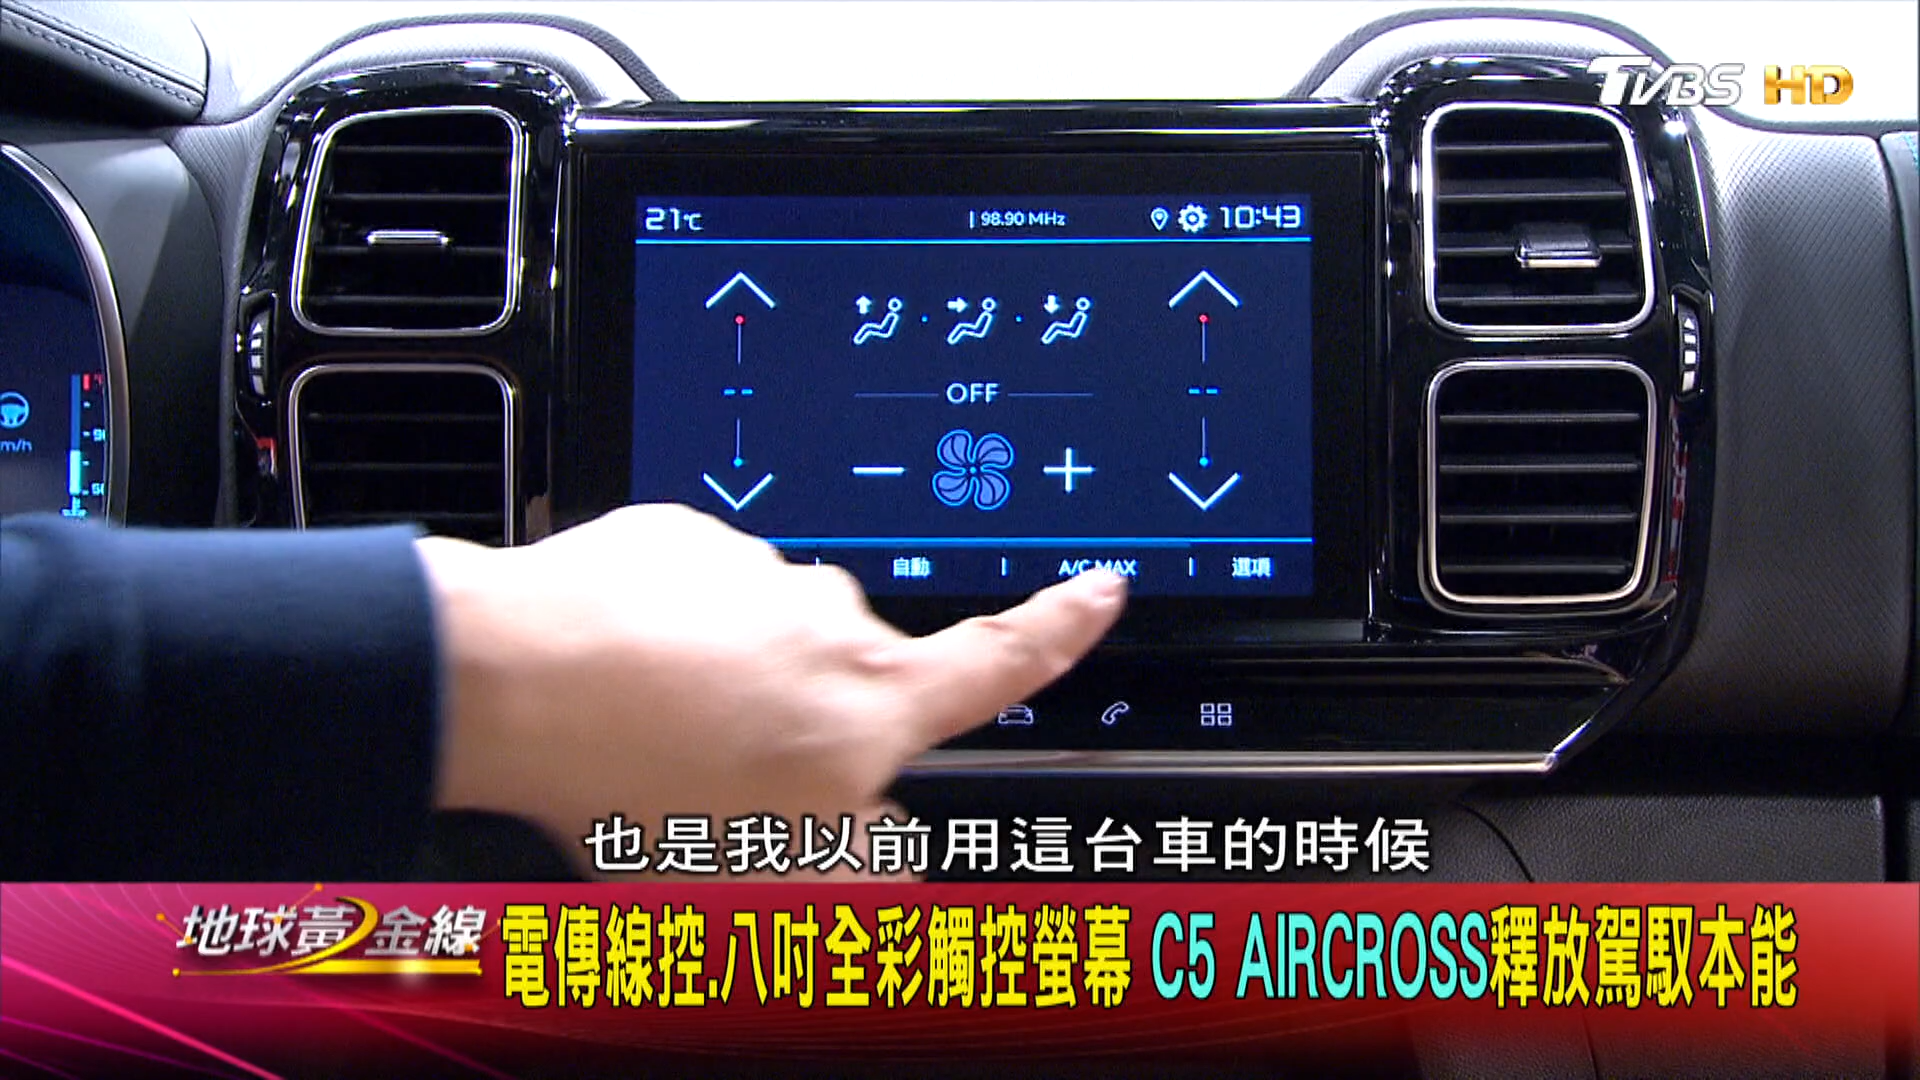 TVBS HD
21℃
98.90 MHz
10:43
OFF
自動
A/C MAX
選項
m/h
也是我以前用這台車的時候
地球黃金線
電傳線控.八吋全彩觸控螢幕 C5 AIRCROSS釋放駕馭本能